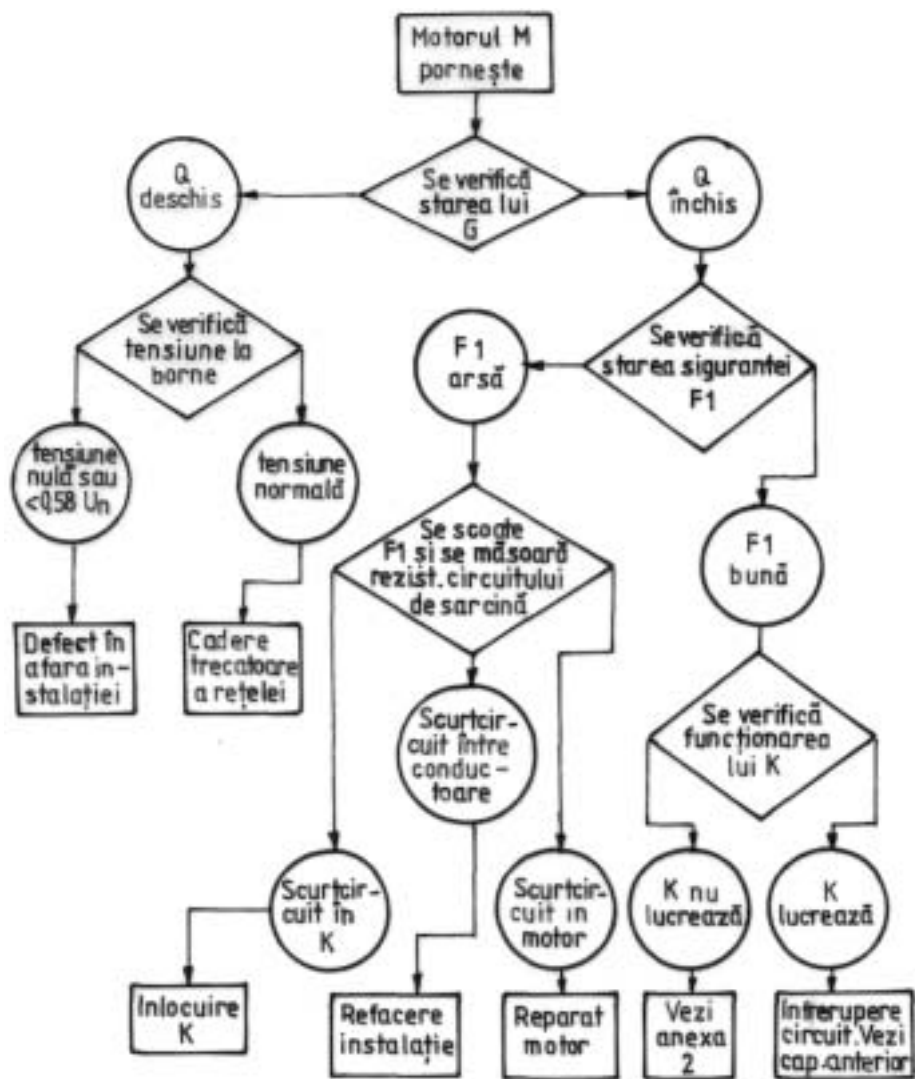 Motorul M
pornește
Q
deschis
Se verifică
starea lui
G
Q
închis
Se verifică
tensiune la
borne
F1
arsă
Se verifică
starea sigurantei
F1
tensiune
nulă sau
<0,58 Un
tensiune
normală
Se scoate
F1 și se măsoară
rezist. circuitului
de sarcină
F1
bună
Defect în
afara in-
stalației
Cadere
trecatoare
a rețelei
Scurtcir-
cuit între
conduc-
toare
Se verifică
funcționarea
lui K
Scurtcir-
cuit în
K
Scurtcir-
cuit in
motor
K nu
lucrează
K
lucrează
Inlocuire
K
Refacere
instalație
Reparat
motor
Vezi
anexa
2
Intrerupere
circuit. Vezi
cap. anterior